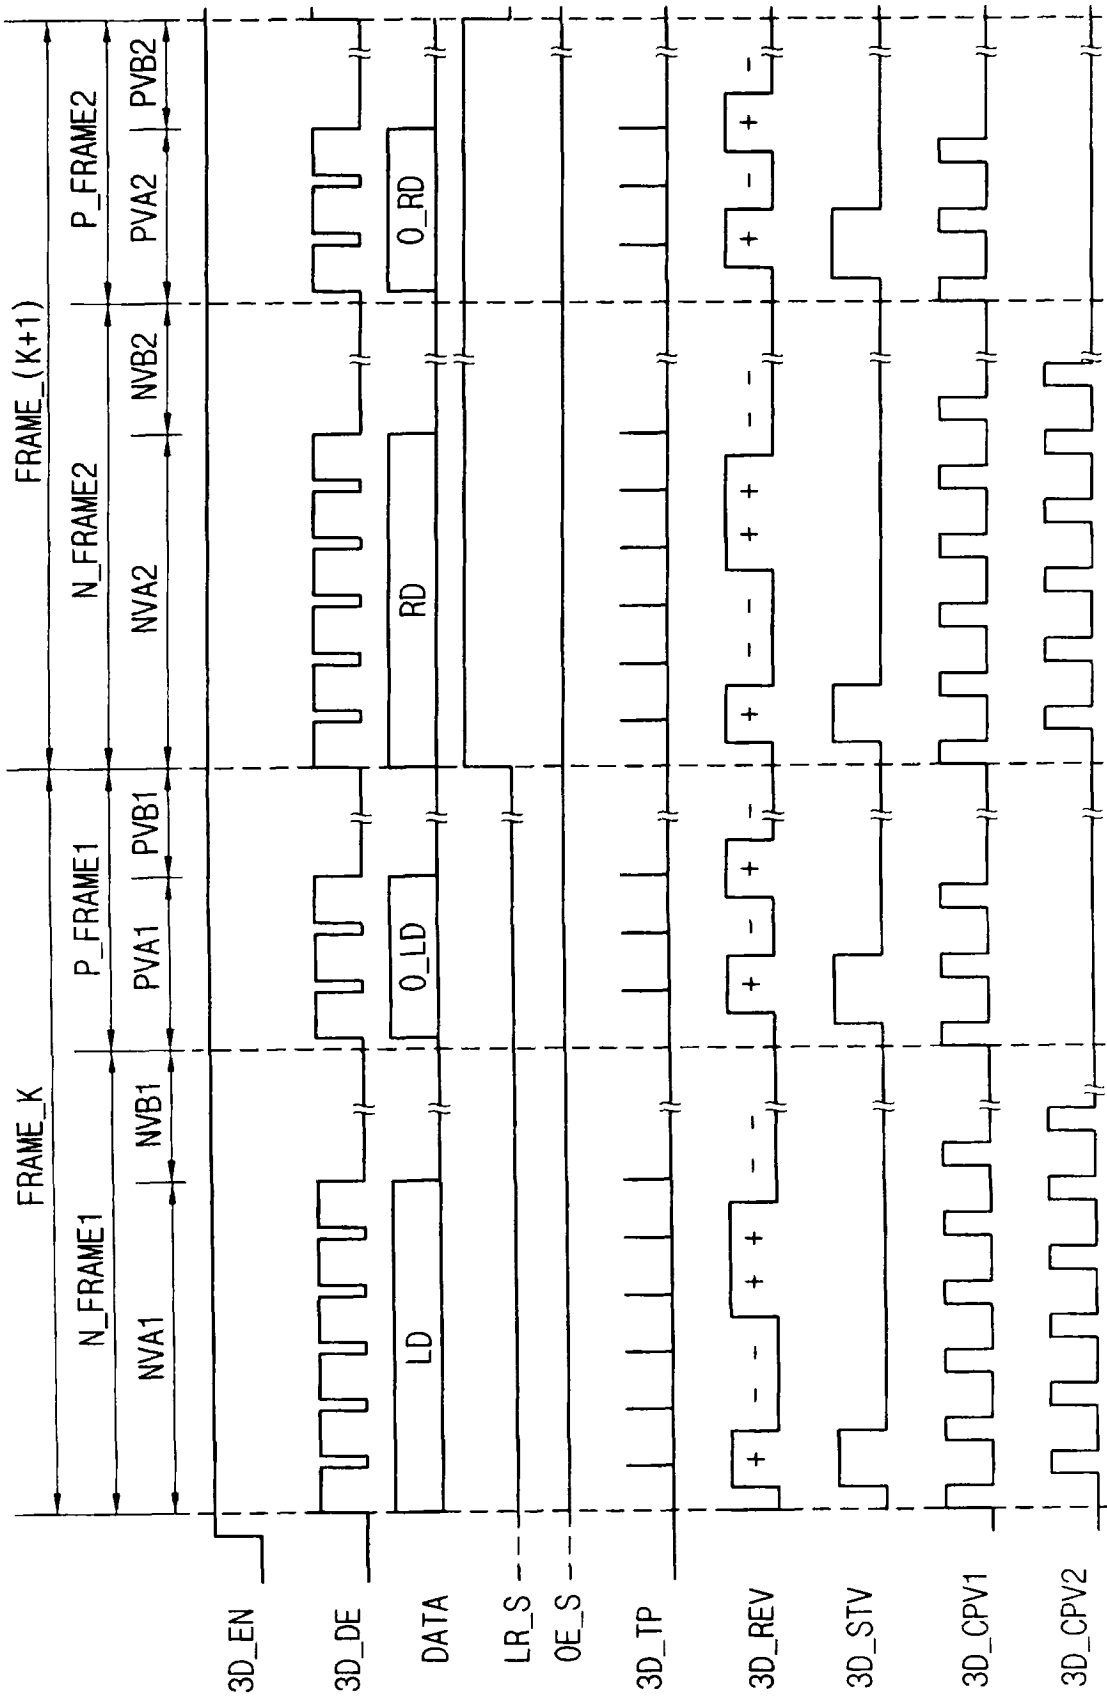 FRAME_K FRAME_(K+1)
N_FRAME1 P_FRAME1 N_FRAME2 P_FRAME2
NVA1 NVB1 PVA1 PVB1 NVA2 NVB2 PVA2 PVB2
3D_EN
3D_DE
DATA LD O_LD RD O_RD
LR_S
OE_S
3D_TP
3D_REV + - - + + - - + - + - + - - + + - - + - + -
3D_STV
3D_CPV1
3D_CPV2